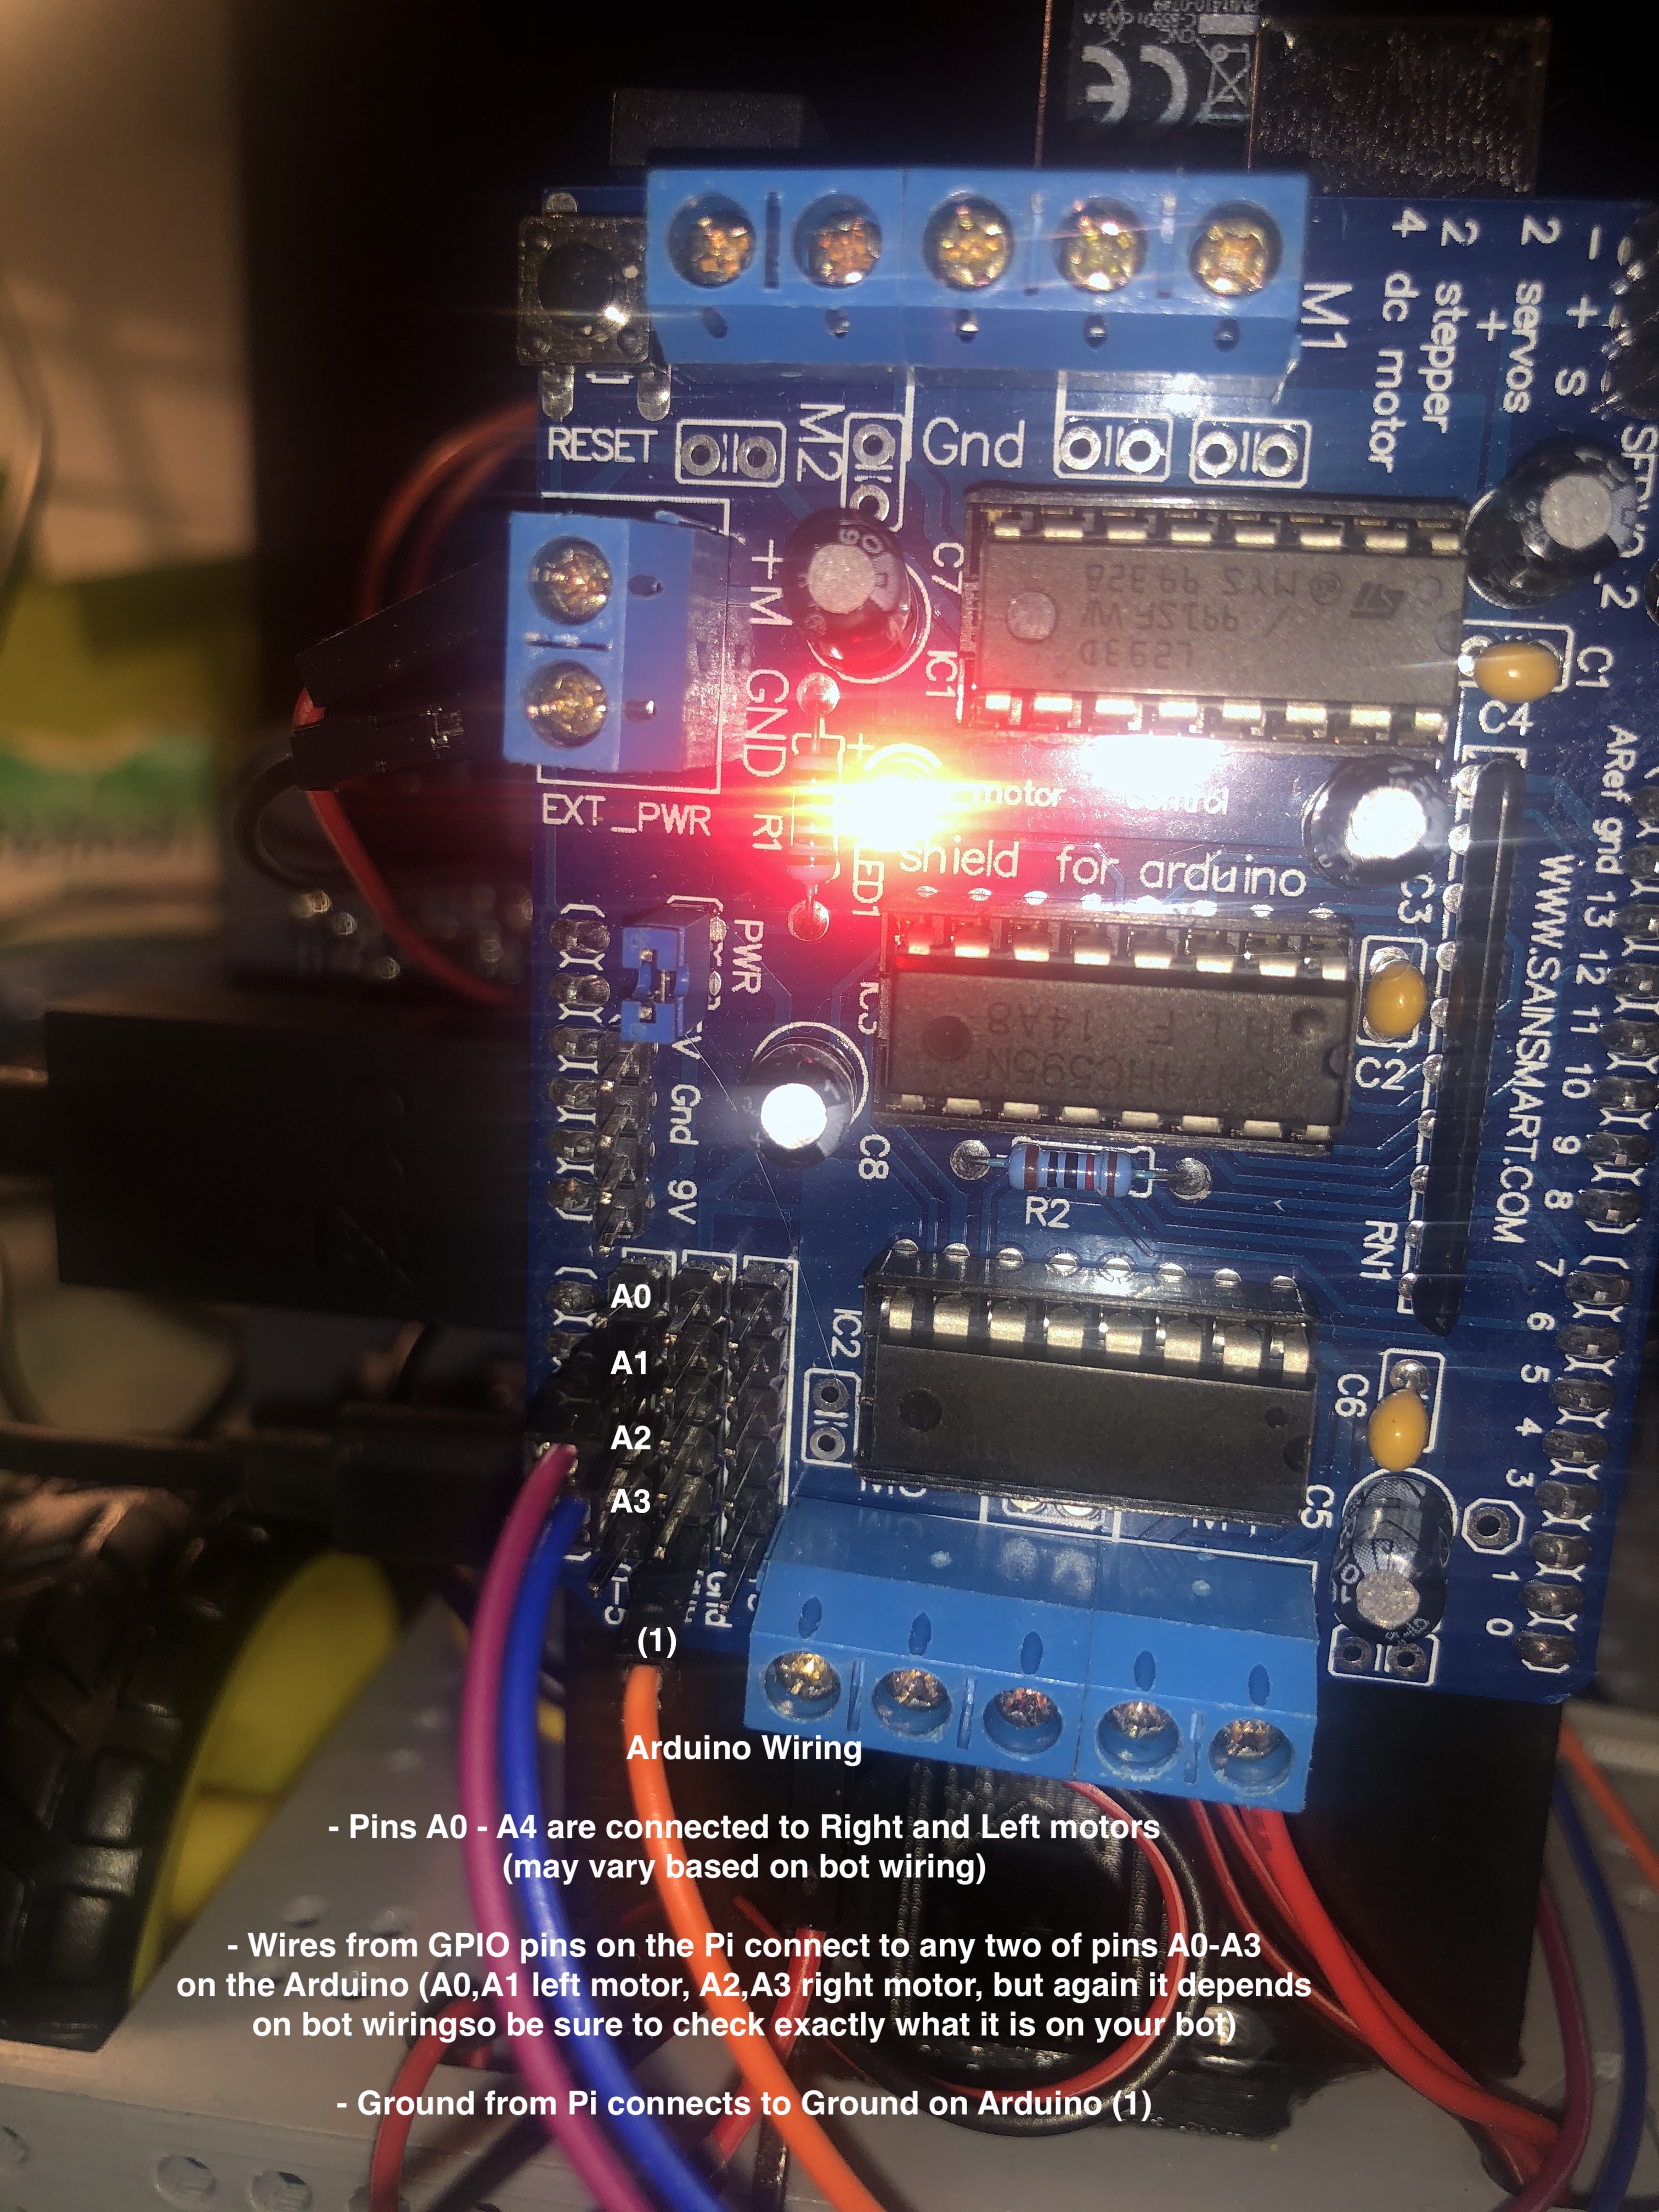 4 dc motor
2 stepper
+
2 servos
- + S
M1
RESET
M2
Gnd
+M
GND
EXT_PWR
C7
IC1
C1
C4
R1
+
LED1
motor control
shield for arduino
PWR
C3
C2
C8
R2
RN1
IC2
C6
C5
Gnd 9V
WWW.SAINSMART.COM
ARef gnd 13 12 11 10 9 8
7 6 5 4 3
1 0
A0
A1
A2
A3
Gnd
(1)
Arduino Wiring
- Pins A0 - A4 are connected to Right and Left motors
(may vary based on bot wiring)
- Wires from GPIO pins on the Pi connect to any two of pins A0-A3
on the Arduino (A0,A1 left motor, A2,A3 right motor, but again it depends
on bot wiringso be sure to check exactly what it is on your bot)
- Ground from Pi connects to Ground on Arduino (1)